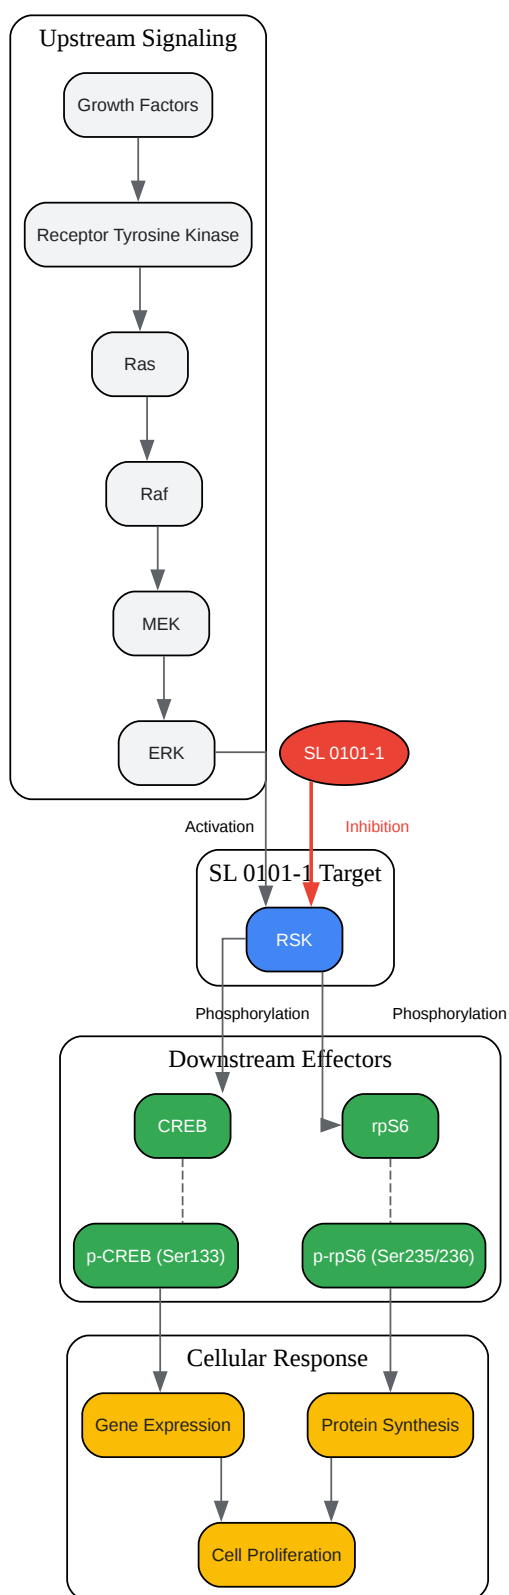 Upstream Signaling
Growth Factors
Receptor Tyrosine Kinase
Ras
Raf
MEK
ERK
SL 0101-1
Activation
Inhibition
SL 0101-1 Target
RSK
Phosphorylation
Phosphorylation
Downstream Effectors
CREB
rpS6
p-CREB (Ser133)
p-rpS6 (Ser235/236)
Cellular Response
Gene Expression
Protein Synthesis
Cell Proliferation